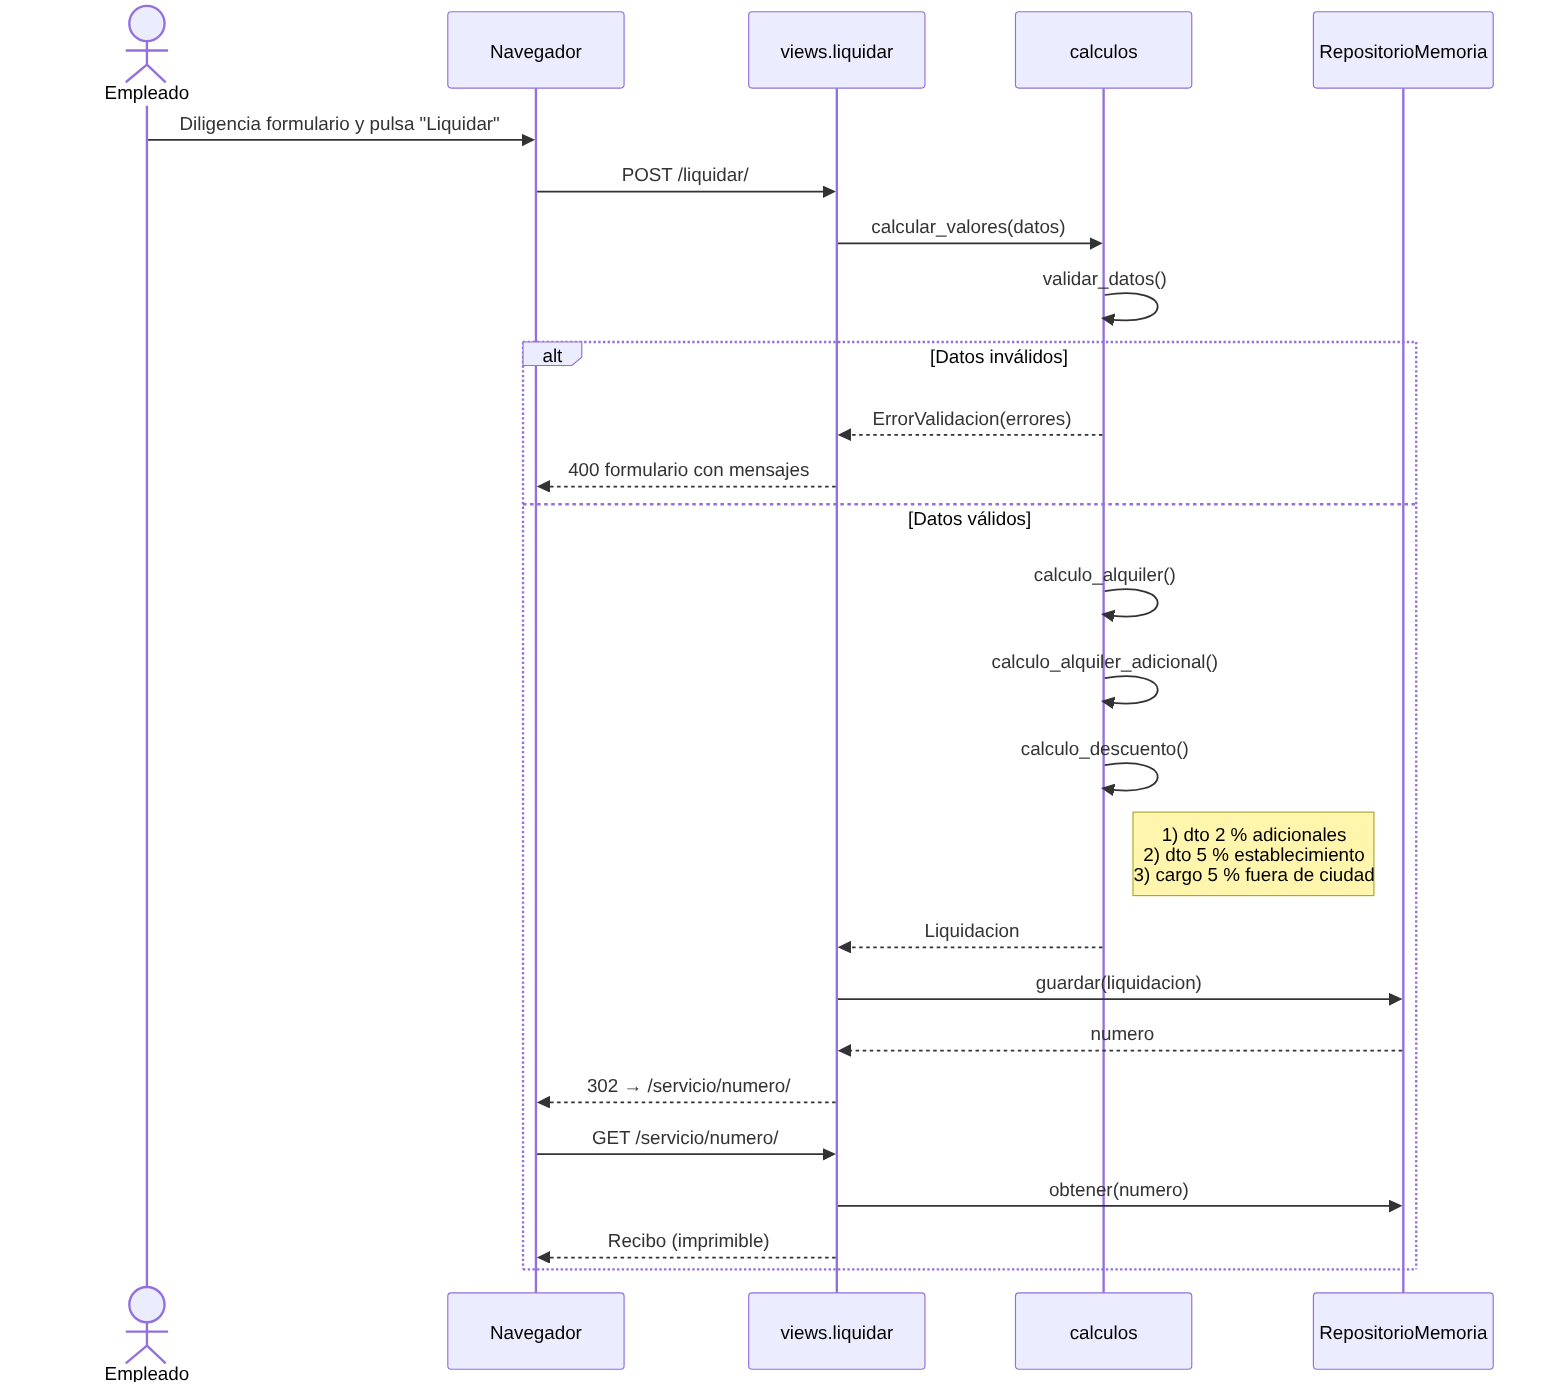 Empleado
Navegador
views.liquidar
calculos
RepositorioMemoria
Diligencia formulario y pulsa "Liquidar"
POST /liquidar/
calcular_valores(datos)
validar_datos()
alt
[Datos inválidos]
ErrorValidacion(errores)
400 formulario con mensajes
[Datos válidos]
calculo_alquiler()
calculo_alquiler_adicional()
calculo_descuento()
1) dto 2 % adicionales
2) dto 5 % establecimiento
3) cargo 5 % fuera de ciudad
Liquidacion
guardar(liquidacion)
numero
302 → /servicio/numero/
GET /servicio/numero/
obtener(numero)
Recibo (imprimible)
Empleado
Navegador
views.liquidar
calculos
RepositorioMemoria